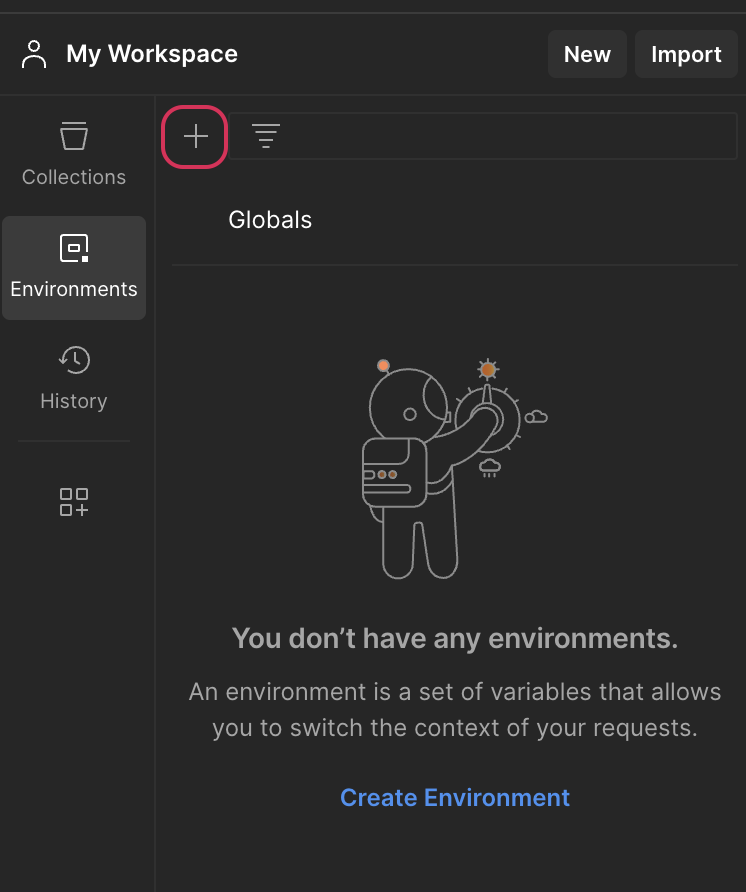 My Workspace
New
Import
Collections
Environments
History
Globals
You don’t have any environments.
An environment is a set of variables that allows
you to switch the context of your requests.
Create Environment